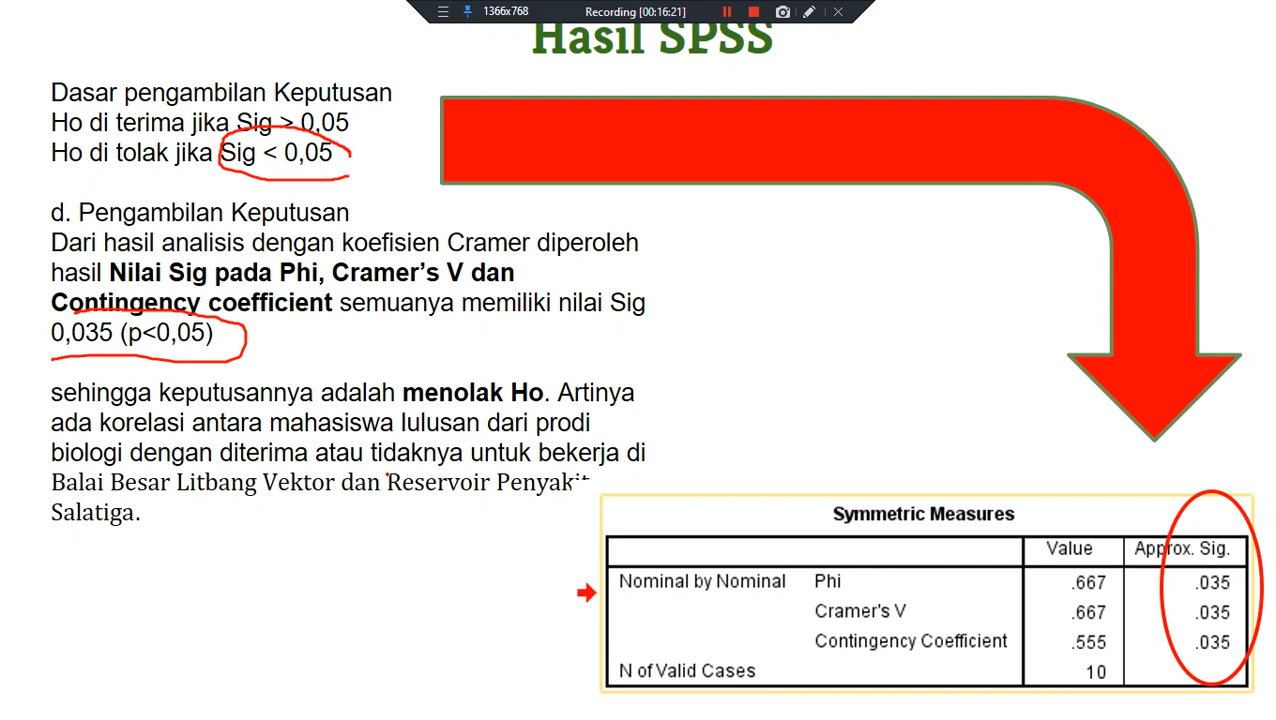 1366x768
Recording [00:16:21]
Hasil SPSS
Dasar pengambilan Keputusan
Ho di terima jika Sig > 0,05
Ho di tolak jika Sig < 0,05
d. Pengambilan Keputusan
Dari hasil analisis dengan koefisien Cramer diperoleh
hasil Nilai Sig pada Phi, Cramer’s V dan
Contingency coefficient semuanya memiliki nilai Sig
0,035 (p<0,05)
sehingga keputusannya adalah menolak Ho. Artinya
ada korelasi antara mahasiswa lulusan dari prodi
biologi dengan diterima atau tidaknya untuk bekerja di
Balai Besar Litbang Vektor dan Reservoir
Salatiga.
Symmetric Measures
Value Approx. Sig.
Nominal by Nominal Phi .667 .035
Cramer's V .667 .035
Contingency Coefficient .555 .035
N of Valid Cases 10